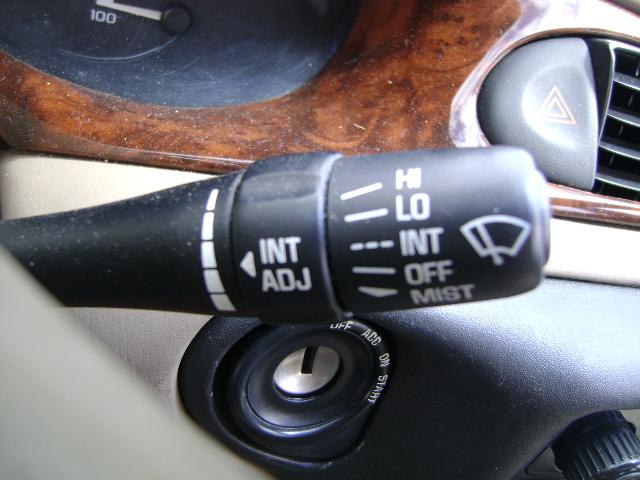 100
HI
LO
INT
OFF
MIST
INT
ADJ
OFF ACC ON START